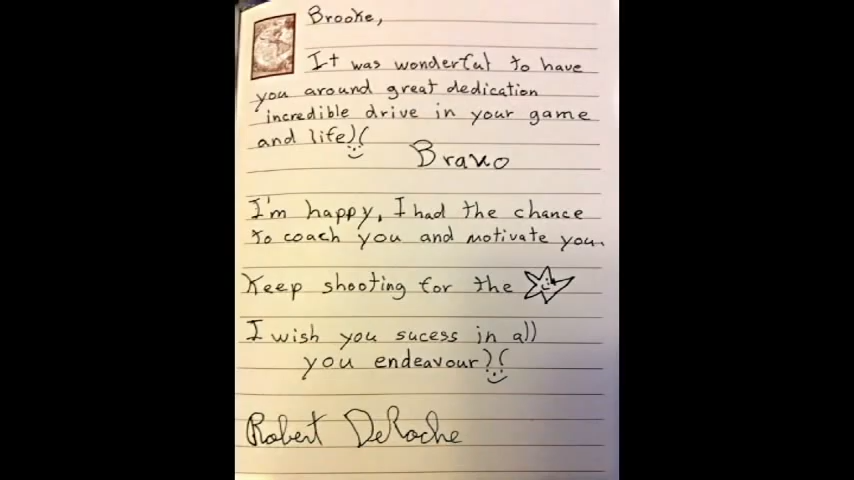 Brooke,
It was wonderful to have
you around great dedication
incredible drive in your game
and life)(
Bravo
I'm happy, I had the chance
to coach you and motivate you.
Keep shooting for the
I wish you sucess in all
you endeavour)(
Robert DeRoche